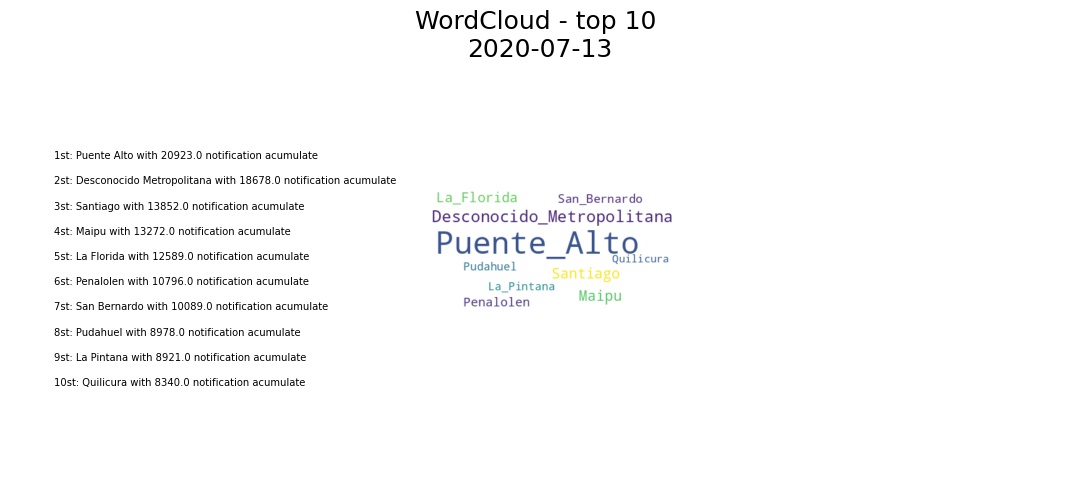 WordCloud - top 10
2020-07-13
1st: Puente Alto with 20923.0 notification acumulate
2st: Desconocido Metropolitana with 18678.0 notification acumulate
3st: Santiago with 13852.0 notification acumulate
4st: Maipu with 13272.0 notification acumulate
5st: La Florida with 12589.0 notification acumulate
6st: Penalolen with 10796.0 notification acumulate
7st: San Bernardo with 10089.0 notification acumulate
8st: Pudahuel with 8978.0 notification acumulate
9st: La Pintana with 8921.0 notification acumulate
10st: Quilicura with 8340.0 notification acumulate
La_Florida
San_Bernardo
Desconocido_Metropolitana
Puente_Alto
Quilicura
Pudahuel
Santiago
La_Pintana
Maipu
Penalolen